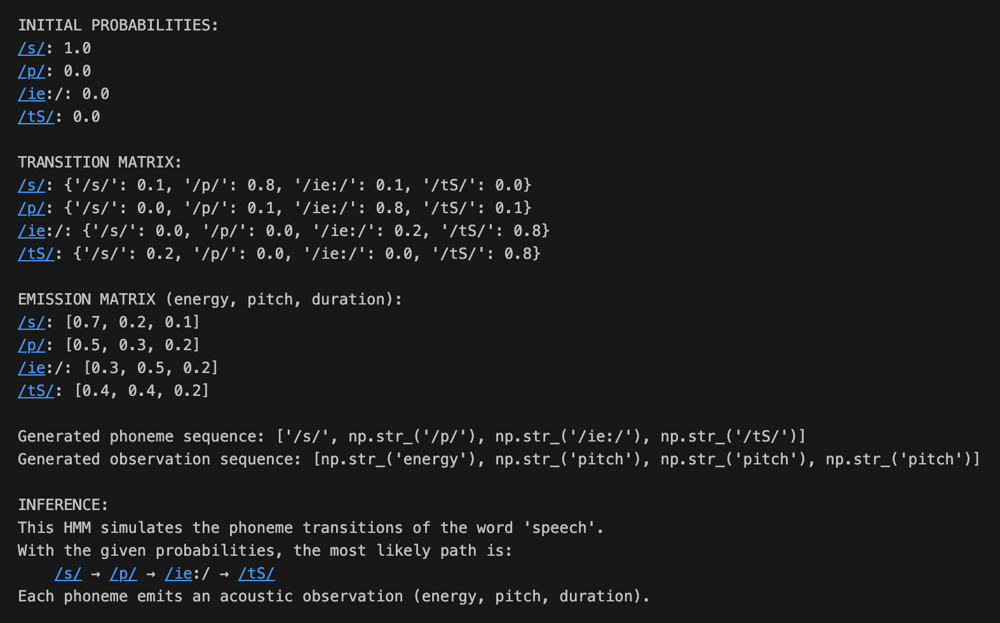 INITIAL PROBABILITIES:
/s/: 1.0
/p/: 0.0
/ie:/: 0.0
/tS/: 0.0
TRANSITION MATRIX:
/s/: {'/s/': 0.1, '/p/': 0.8, '/ie:/': 0.1, '/tS/': 0.0}
/p/: {'/s/': 0.0, '/p/': 0.1, '/ie:/': 0.8, '/tS/': 0.1}
/ie:/: {'/s/': 0.0, '/p/': 0.0, '/ie:/': 0.2, '/tS/': 0.8}
/tS/: {'/s/': 0.2, '/p/': 0.0, '/ie:/': 0.0, '/tS/': 0.8}
EMISSION MATRIX (energy, pitch, duration):
/s/: [0.7, 0.2, 0.1]
/p/: [0.5, 0.3, 0.2]
/ie:/: [0.3, 0.5, 0.2]
/tS/: [0.4, 0.4, 0.2]
Generated phoneme sequence: ['/s/', np.str_('/p/'), np.str_('/ie:/'), np.str_('/tS/')]
Generated observation sequence: [np.str_('energy'), np.str_('pitch'), np.str_('pitch'), np.str_('pitch')]
INFERENCE:
This HMM simulates the phoneme transitions of the word 'speech'.
With the given probabilities, the most likely path is:
/s/ → /p/ → /ie:/ → /tS/
Each phoneme emits an acoustic observation (energy, pitch, duration).